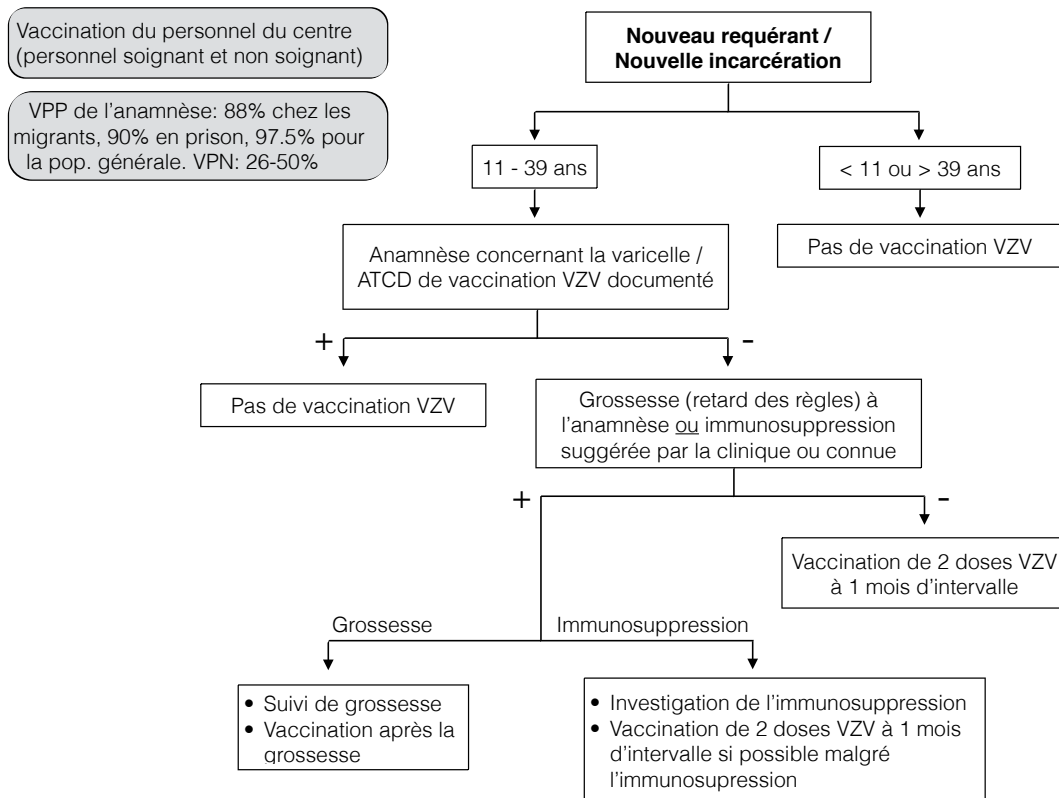 Vaccination du personnel du centre
(personnel soignant et non soignant)
VPP de l’anamnèse: 88% chez les
migrants, 90% en prison, 97.5% pour
la pop. générale. VPN: 26-50%
Nouveau requérant /
Nouvelle incarcération
11 - 39 ans
< 11 ou > 39 ans
Anamnèse concernant la varicelle /
ATCD de vaccination VZV documenté
Pas de vaccination VZV
+
-
Pas de vaccination VZV
Grossesse (retard des règles) à
l’anamnèse ou immunosuppression
suggérée par la clinique ou connue
+
-
Vaccination de 2 doses VZV
à 1 mois d’intervalle
Grossesse
Immunosuppression
• Suivi de grossesse
• Vaccination après la
grossesse
• Investigation de l’immunosuppression
• Vaccination de 2 doses VZV à 1 mois
d’intervalle si possible malgré
l’immunosupression